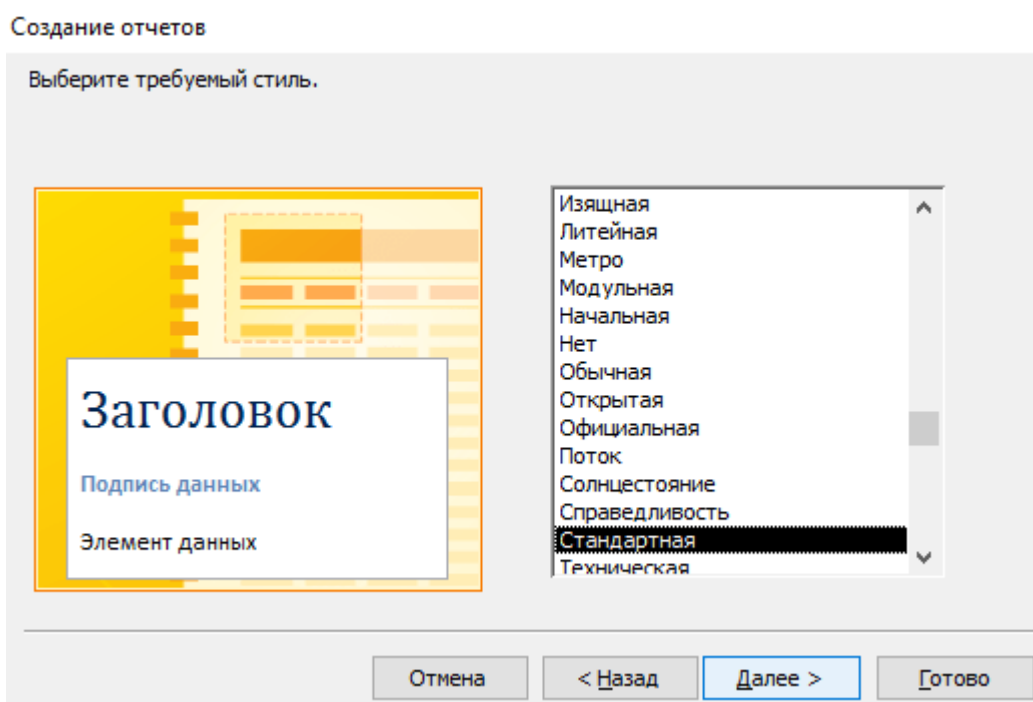 Создание отчетов
Выберите требуемый стиль.
Заголовок
Подпись данных
Элемент данных
Изящная
Литейная
Метро
Модульная
Начальная
Нет
Обычная
Открытая
Официальная
Поток
Солнцестояние
Справедливость
Стандартная
Техническая
Отмена
< Назад
Далее >
Готово